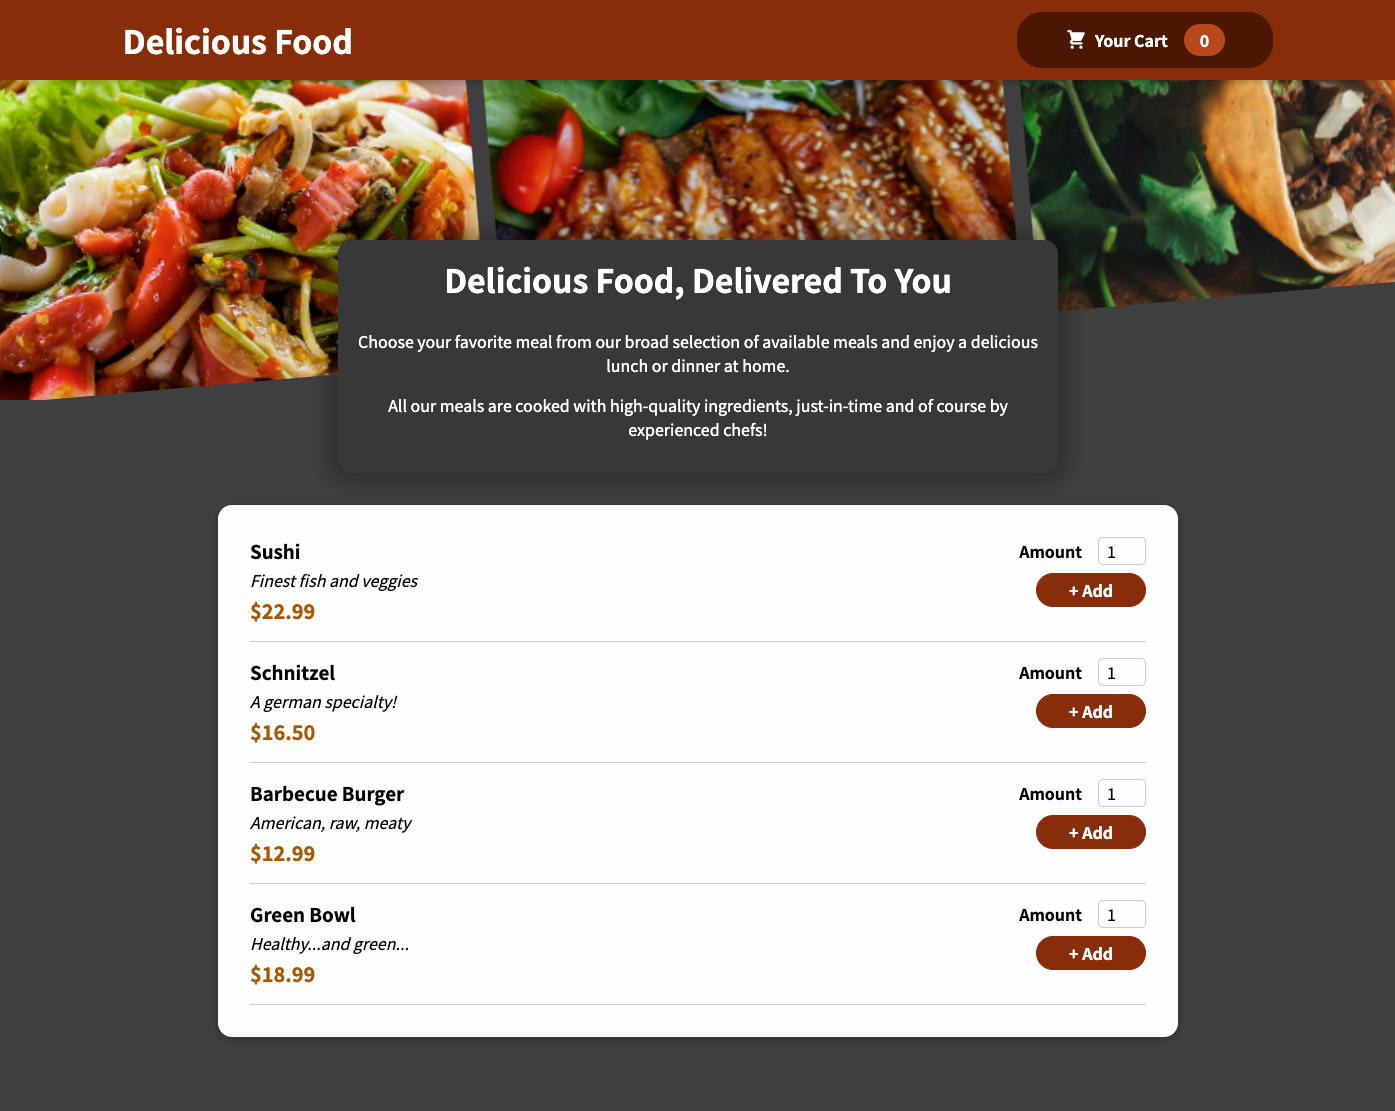 Delicious Food
Your Cart 0
Delicious Food, Delivered To You
Choose your favorite meal from our broad selection of available meals and enjoy a delicious
lunch or dinner at home.
All our meals are cooked with high-quality ingredients, just-in-time and of course by
experienced chefs!
Sushi
Finest fish and veggies
$22.99
Amount 1
+ Add
Schnitzel
A german specialty!
$16.50
Amount 1
+ Add
Barbecue Burger
American, raw, meaty
$12.99
Amount 1
+ Add
Green Bowl
Healthy...and green...
$18.99
Amount 1
+ Add